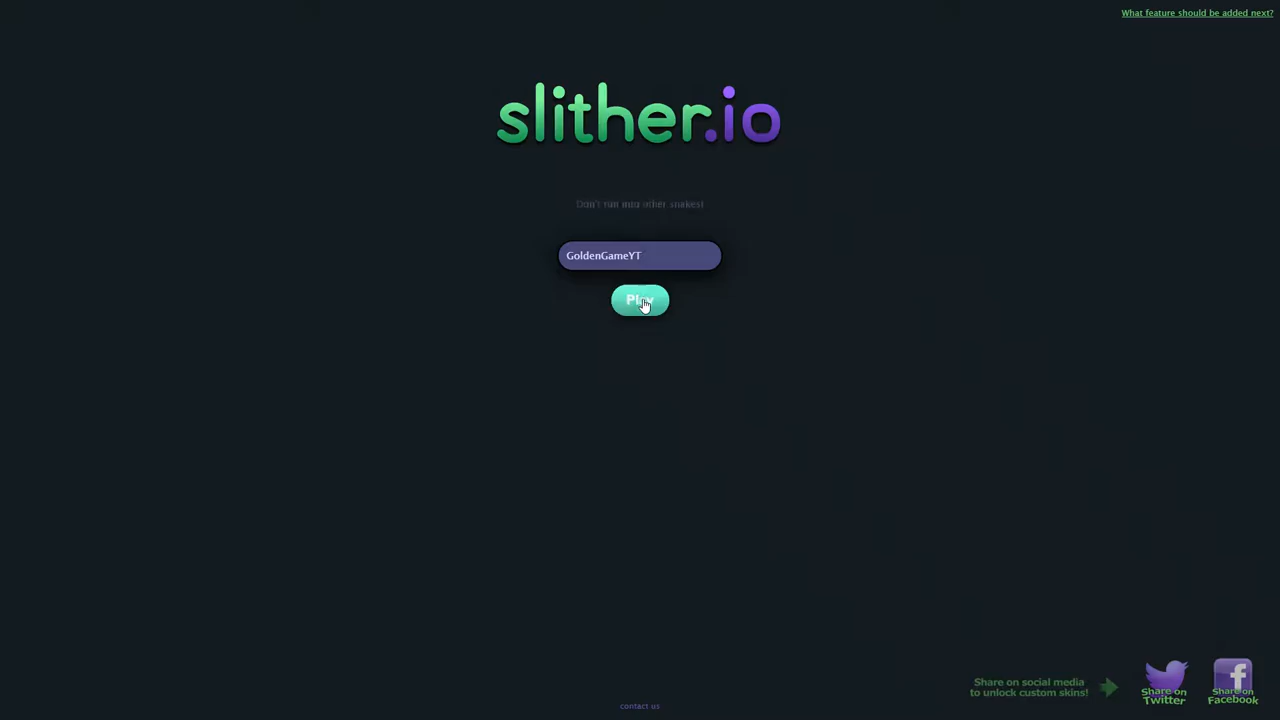 What feature should be added next?
slither.io
Don't run into other snakes!
GoldenGameYT
Play
Share on social media
to unlock custom skins!
Share on
Twitter
Share on
Facebook
contact us